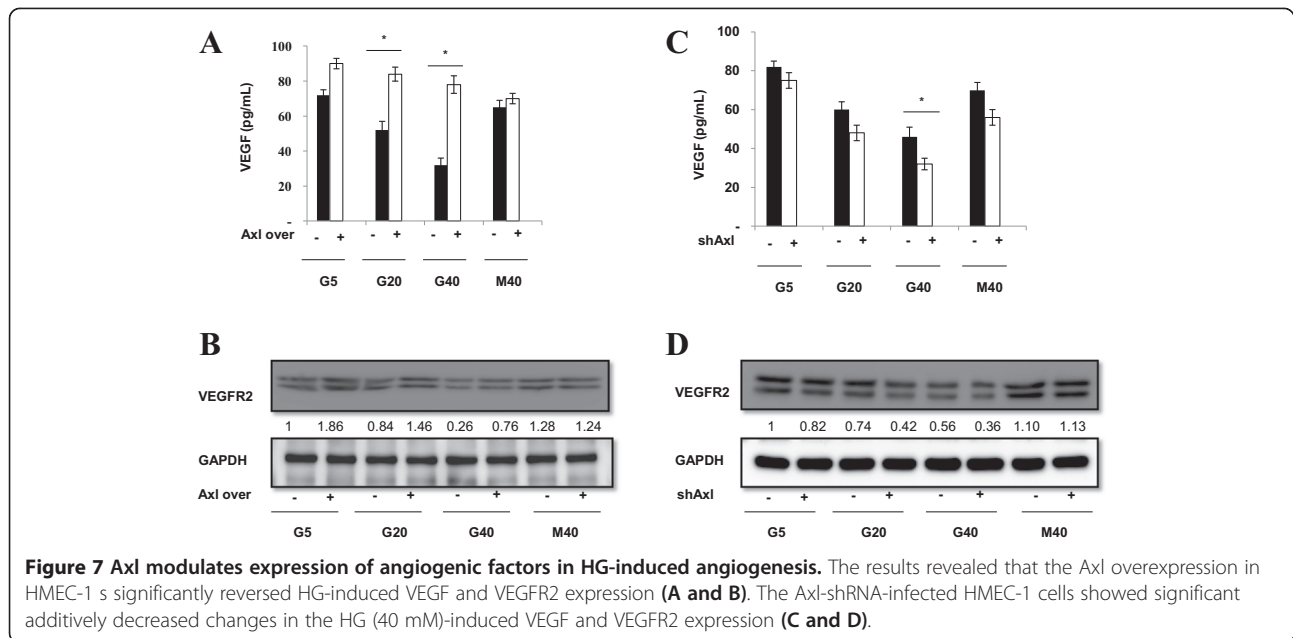 A
VEGF (pg/mL)
100
80
60
40
20
-
Axl over - + - + - + - +
G5 G20 G40 M40
* *
C
VEGF (pg/mL)
100
80
60
40
20
-
shAxl - + - + - + - +
G5 G20 G40 M40
*
B
VEGFR2
1 1.86 0.84 1.46 0.26 0.76 1.28 1.24
GAPDH
Axl over - + - + - + - +
G5 G20 G40 M40
D
VEGFR2
1 0.82 0.74 0.42 0.56 0.36 1.10 1.13
GAPDH
shAxl - + - + - + - +
G5 G20 G40 M40
Figure 7 Axl modulates expression of angiogenic factors in HG-induced angiogenesis. The results revealed that the Axl overexpression in
HMEC-1 s significantly reversed HG-induced VEGF and VEGFR2 expression (A and B). The Axl-shRNA-infected HMEC-1 cells showed significant
additively decreased changes in the HG (40 mM)-induced VEGF and VEGFR2 expression (C and D).